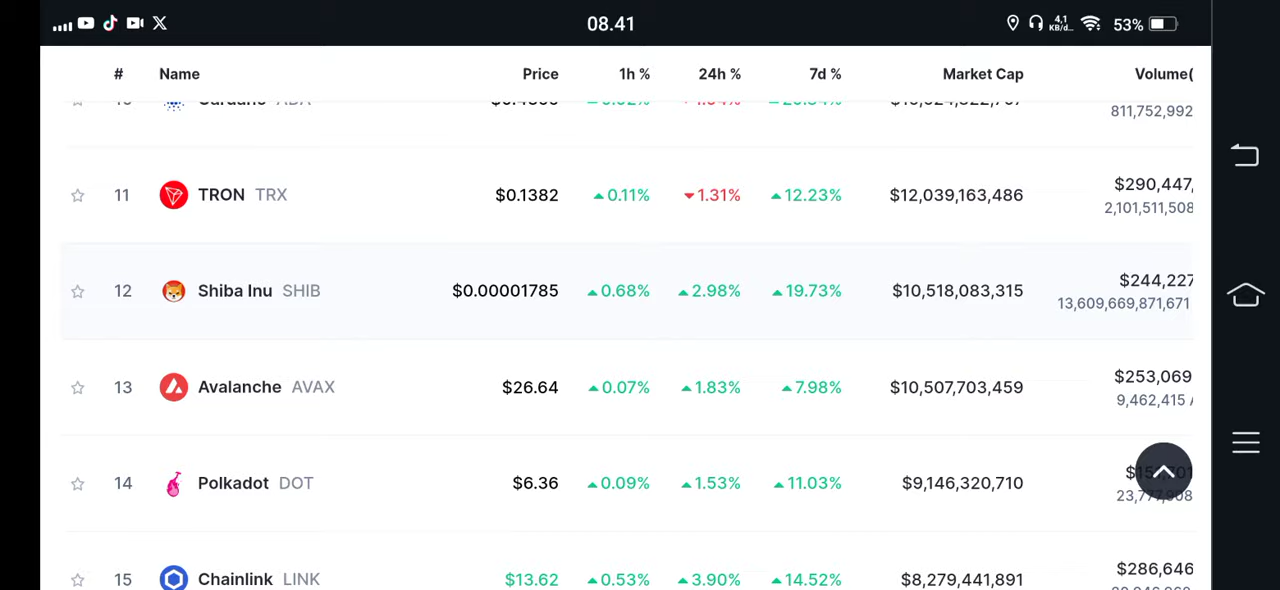 08.41 4,1 KB/d... 53%
# Name Price 1h % 24h % 7d % Market Cap Volume(
811,752,992
11 TRON TRX $0.1382 0.11% 1.31% 12.23% $12,039,163,486 $290,447,
2,101,511,508
12 Shiba Inu SHIB $0.00001785 0.68% 2.98% 19.73% $10,518,083,315 $244,227
13,609,669,871,671
13 Avalanche AVAX $26.64 0.07% 1.83% 7.98% $10,507,703,459 $253,069
9,462,415
14 Polkadot DOT $6.36 0.09% 1.53% 11.03% $9,146,320,710
15 Chainlink LINK $13.62 0.53% 3.90% 14.52% $8,279,441,891 $286,646